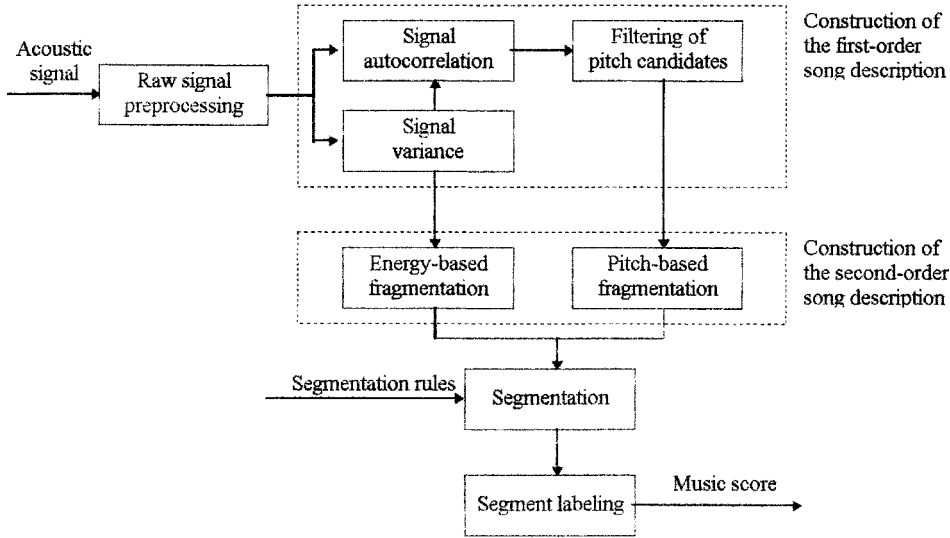 Acoustic
signal
Raw signal
preprocessing
Signal
autocorrelation
Filtering of
pitch candidates
Construction of
the first-order
song description
Signal
variance
Energy-based
fragmentation
Pitch-based
fragmentation
Construction of
the second-order
song description
Segmentation rules
Segmentation
Segment labeling
Music score